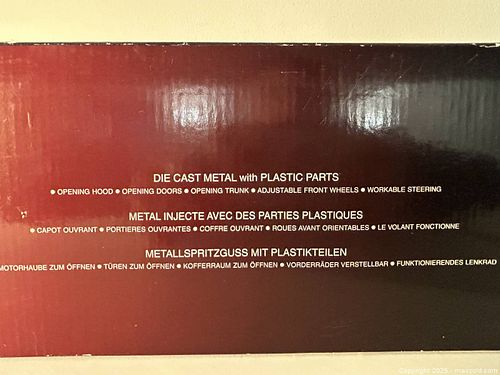 DIE CAST METAL with PLASTIC PARTS
● OPENING HOOD ● OPENING DOORS ● OPENING TRUNK ● ADJUSTABLE FRONT WHEELS ● WORKABLE STEERING
METAL INJECTE AVEC DES PARTIES PLASTIQUES
● CAPOT OUVRANT ● PORTIERES OUVRANTES ● COFFRE OUVRANT ● ROUES AVANT ORIENTABLES ● LE VOLANT FONCTIONNE
METALLSPRITZGUSS MIT PLASTIKTEILEN
MOTORHAUBE ZUM ÖFFNEN ● TÜREN ZUM ÖFFNEN ● KOFFERRAUM ZUM ÖFFNEN ● VORDERRÄDER VERSTELLBAR ● FUNKTIONIERENDES LENKRAD